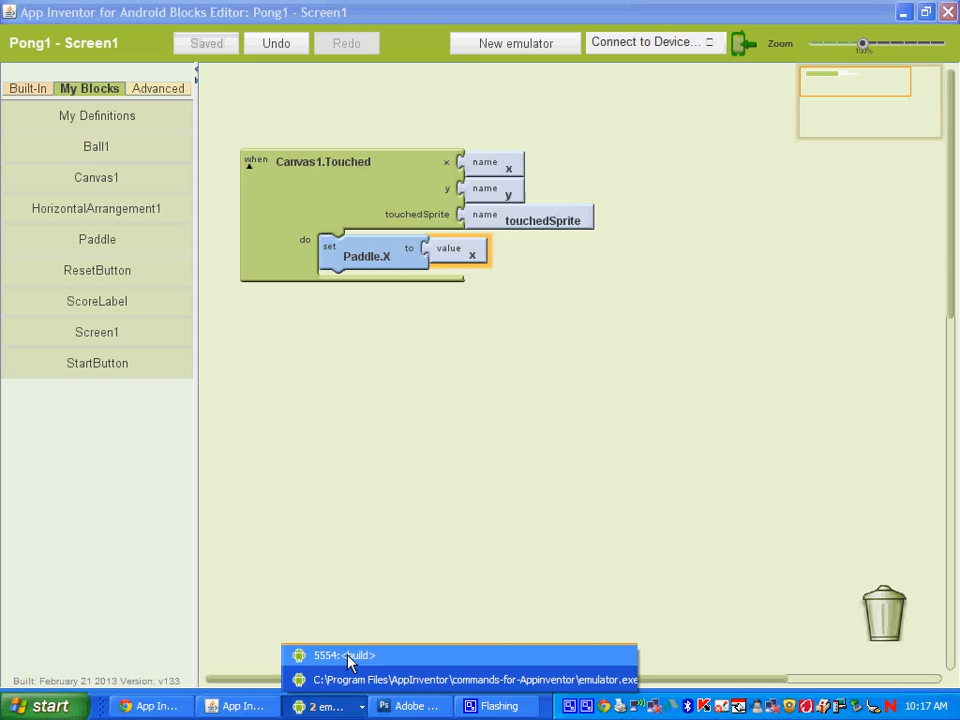 App Inventor for Android Blocks Editor: Pong1 - Screen1
Pong1 - Screen1
Saved
Undo
Redo
New emulator
Connect to Device...
Zoom
100%
Built-In
My Blocks
Advanced
My Definitions
Ball1
Canvas1
HorizontalArrangement1
Paddle
ResetButton
ScoreLabel
Screen1
StartButton
when Canvas1.Touched x name x
y name y
touchedSprite name touchedSprite
do set Paddle.X to value x
Built: February 21 2013 Version: v133
5554:<build>
C:\Program Files\AppInventor\commands-for-Appinventor\emulator.exe
start
App In...
App In...
2 em...
Adobe ...
Flashing
10:17 AM